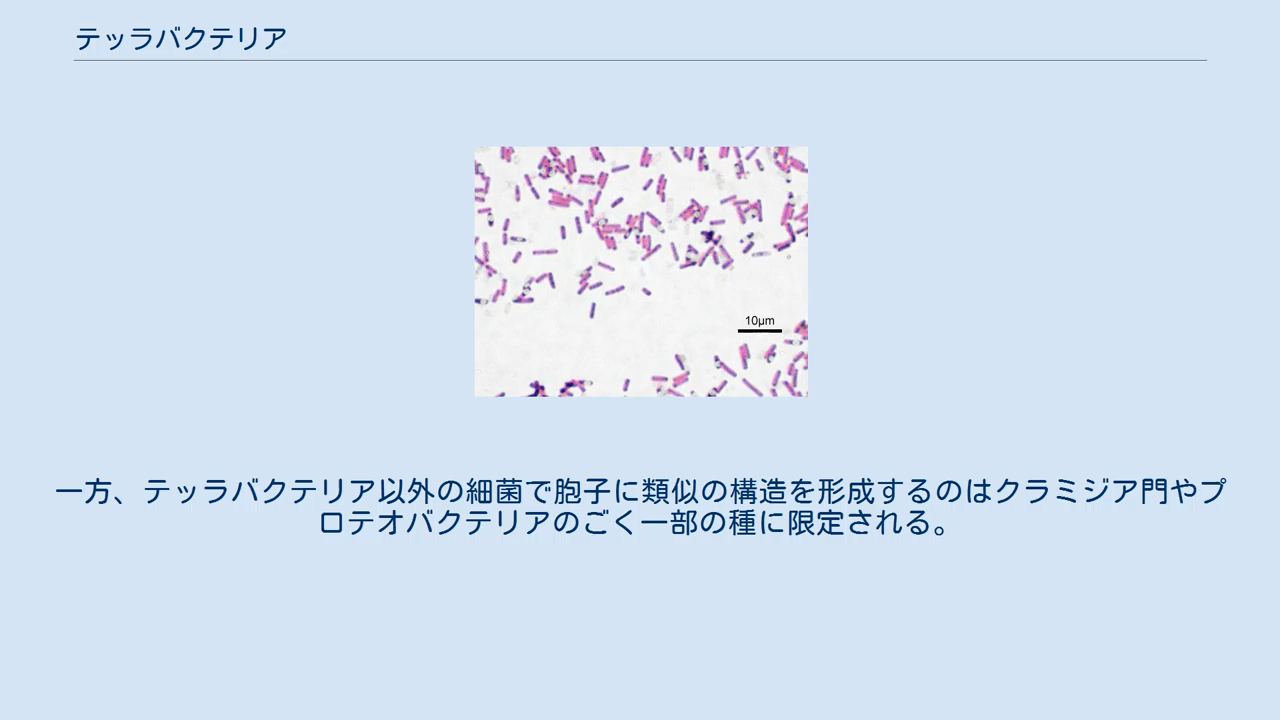 テッラバクテリア
10µm
一方、テッラバクテリア以外の細菌で胞子に類似の構造を形成するのはクラミジア門やプ
ロテオバクテリアのごく一部の種に限定される。